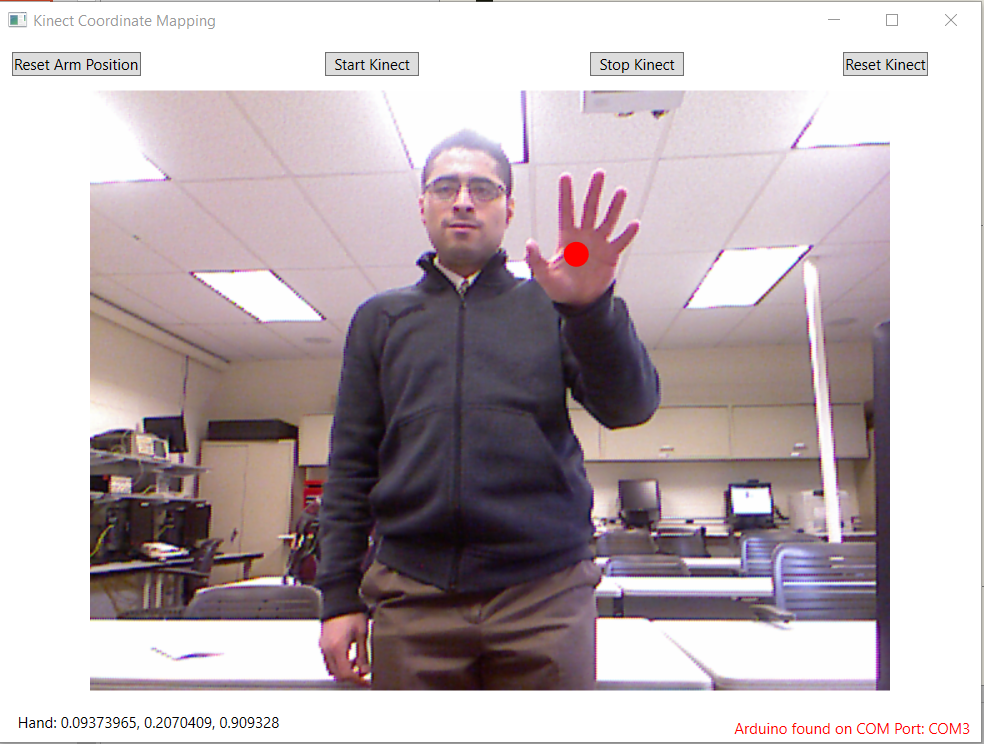 Kinect Coordinate Mapping
Reset Arm Position
Start Kinect
Stop Kinect
Reset Kinect
Hand: 0.09373965, 0.2070409, 0.909328
Arduino found on COM Port: COM3